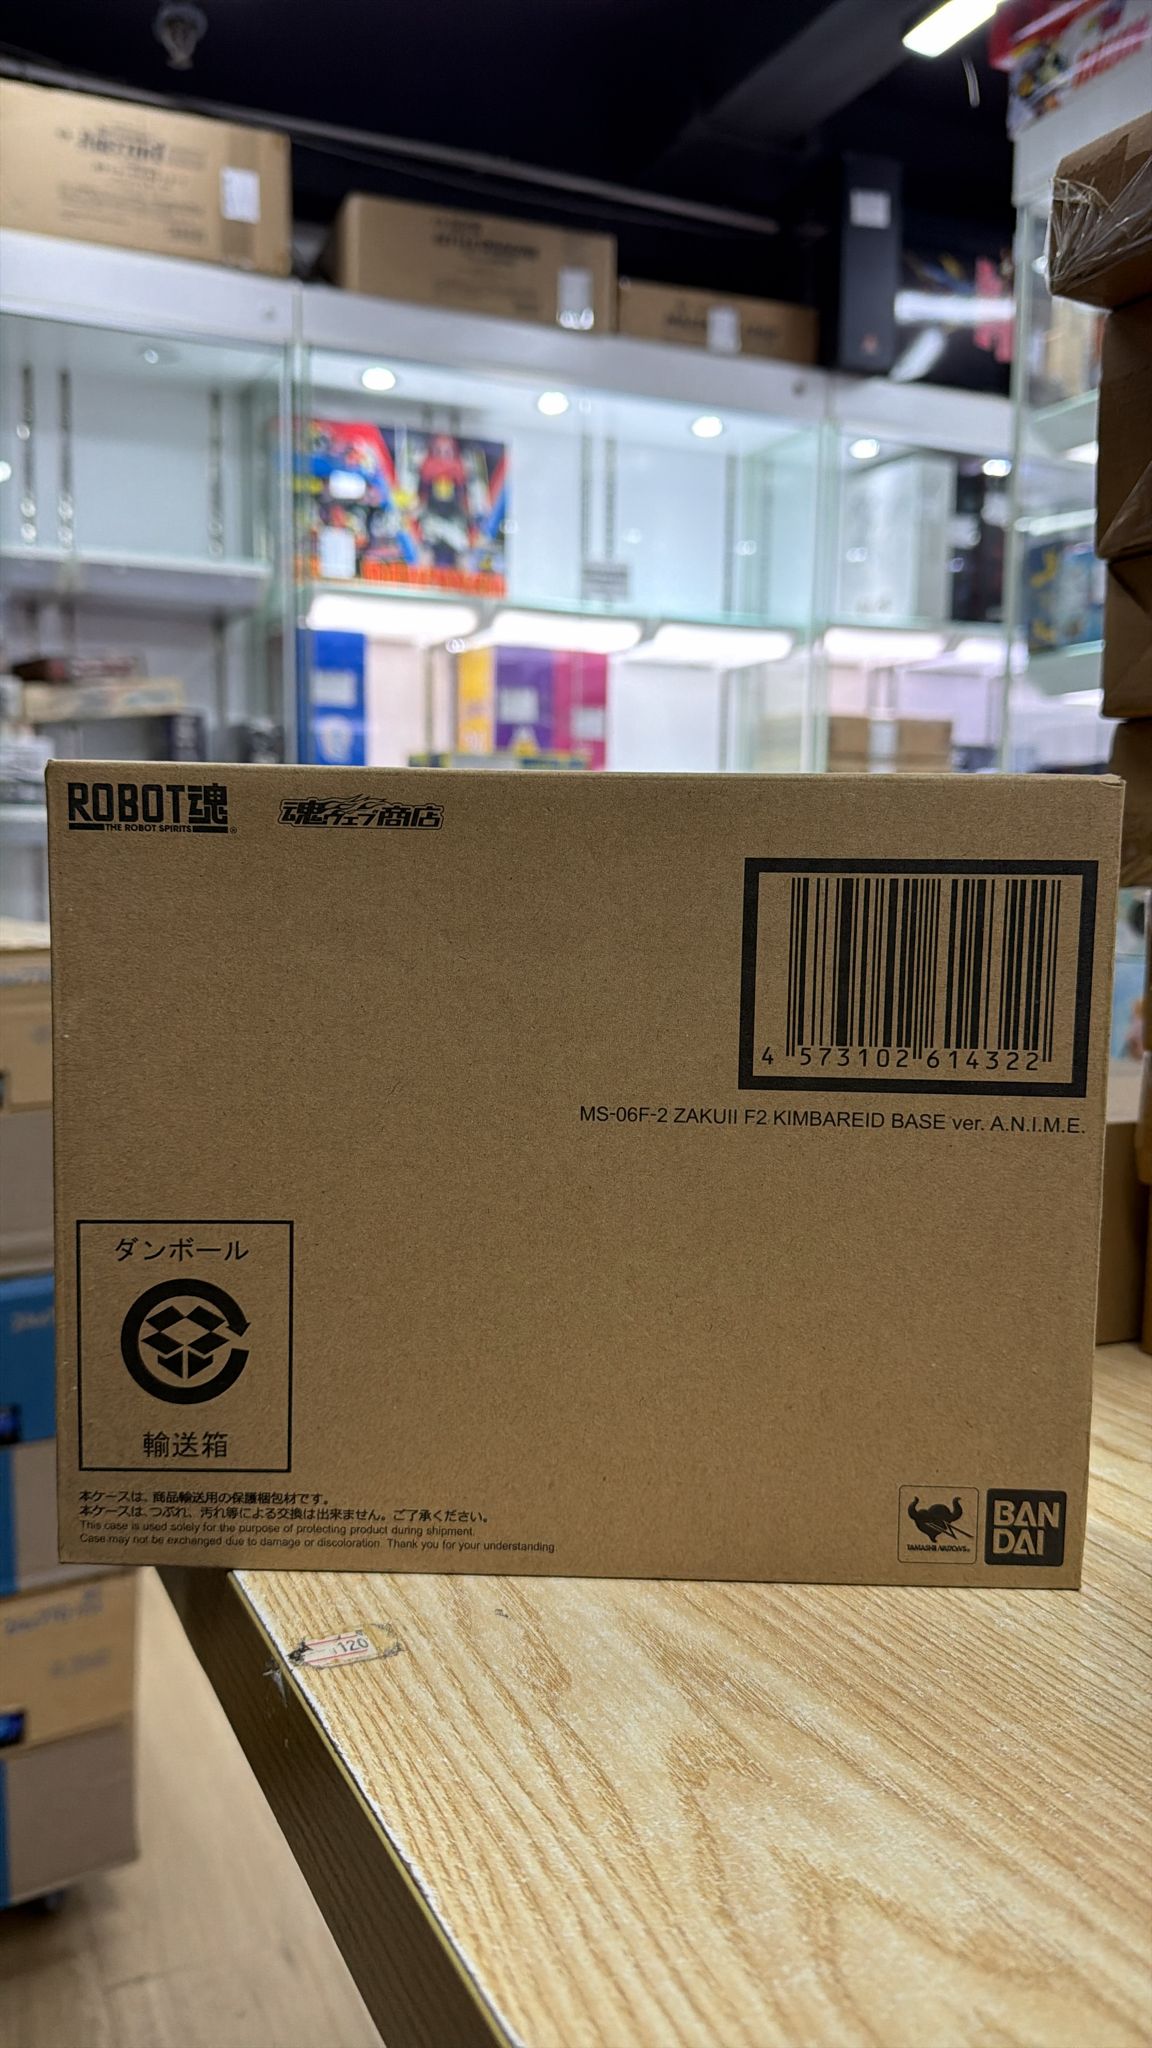 ROBOT魂
THE ROBOT SPIRITS®
魂ウェブ商店
4 573102 614322
MS-06F-2 ZAKUII F2 KIMBAREID BASE ver. A.N.I.M.E.
ダンボール
輸送箱
本ケースは、商品輸送用の保護梱包材です。
本ケースは、つぶれ、汚れ等による交換は出来ません。ご了承ください。
This case is used solely for the purpose of protecting product during shipment.
Case may not be exchanged due to damage or discoloration. Thank you for your understanding.
TAMASHII NATIONS®
BAN
DAI
120